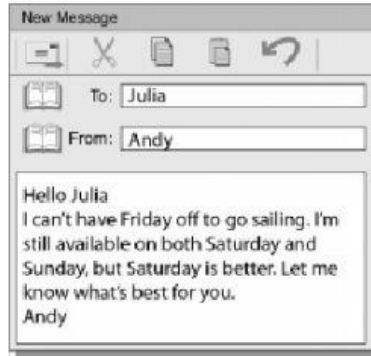 New Message
To: Julia
From: Andy
Hello Julia
I can't have Friday off to go sailing. I'm
still available on both Saturday and
Sunday, but Saturday is better. Let me
know what's best for you.
Andy